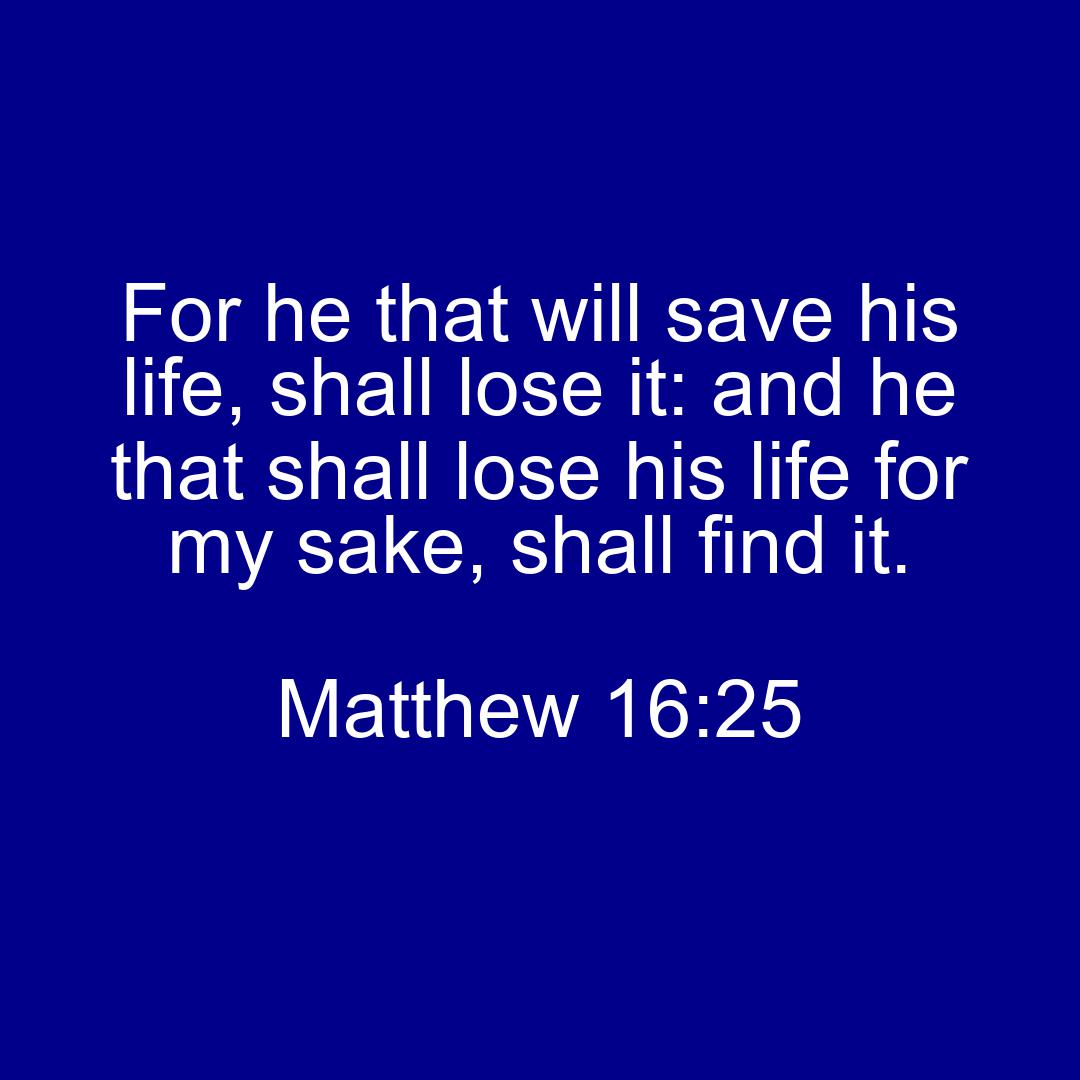 For he that will save his
life, shall lose it: and he
that shall lose his life for
my sake, shall find it.
Matthew 16:25